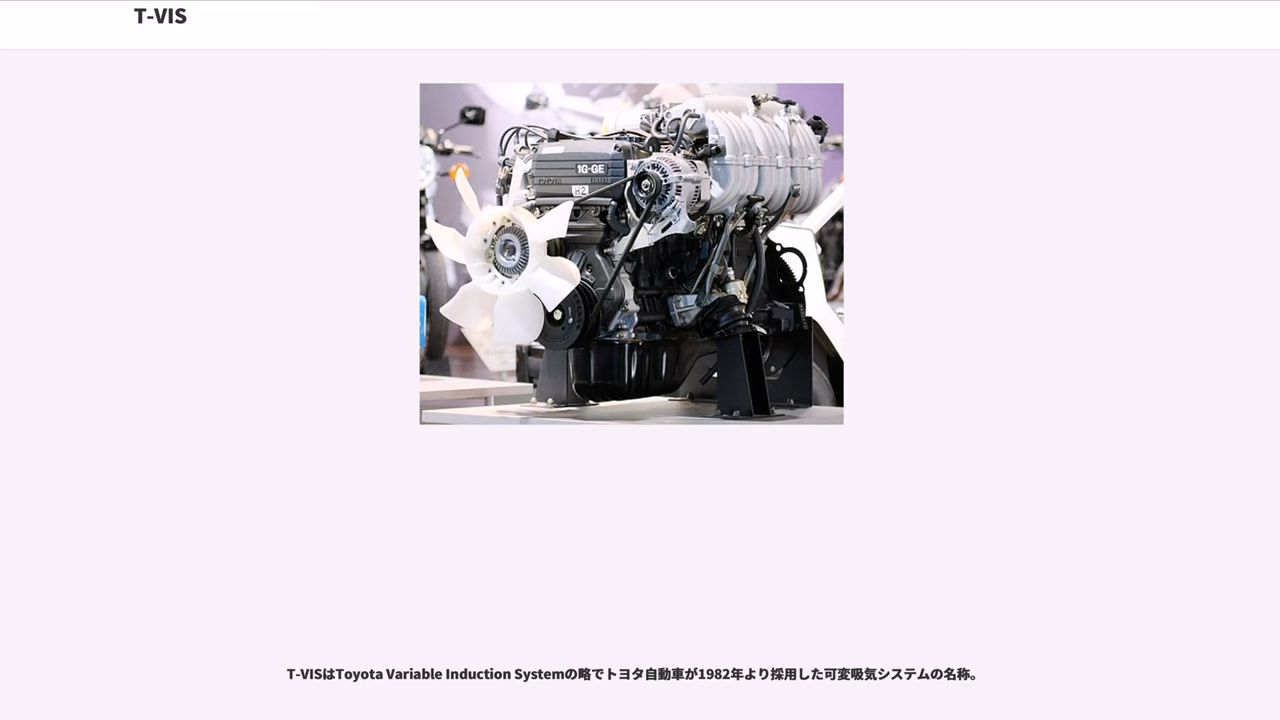 T-VIS
1G-GE
TOYOTA
H2
T-VISはToyota Variable Induction Systemの略でトヨタ自動車が1982年より採用した可変吸気システムの名称。